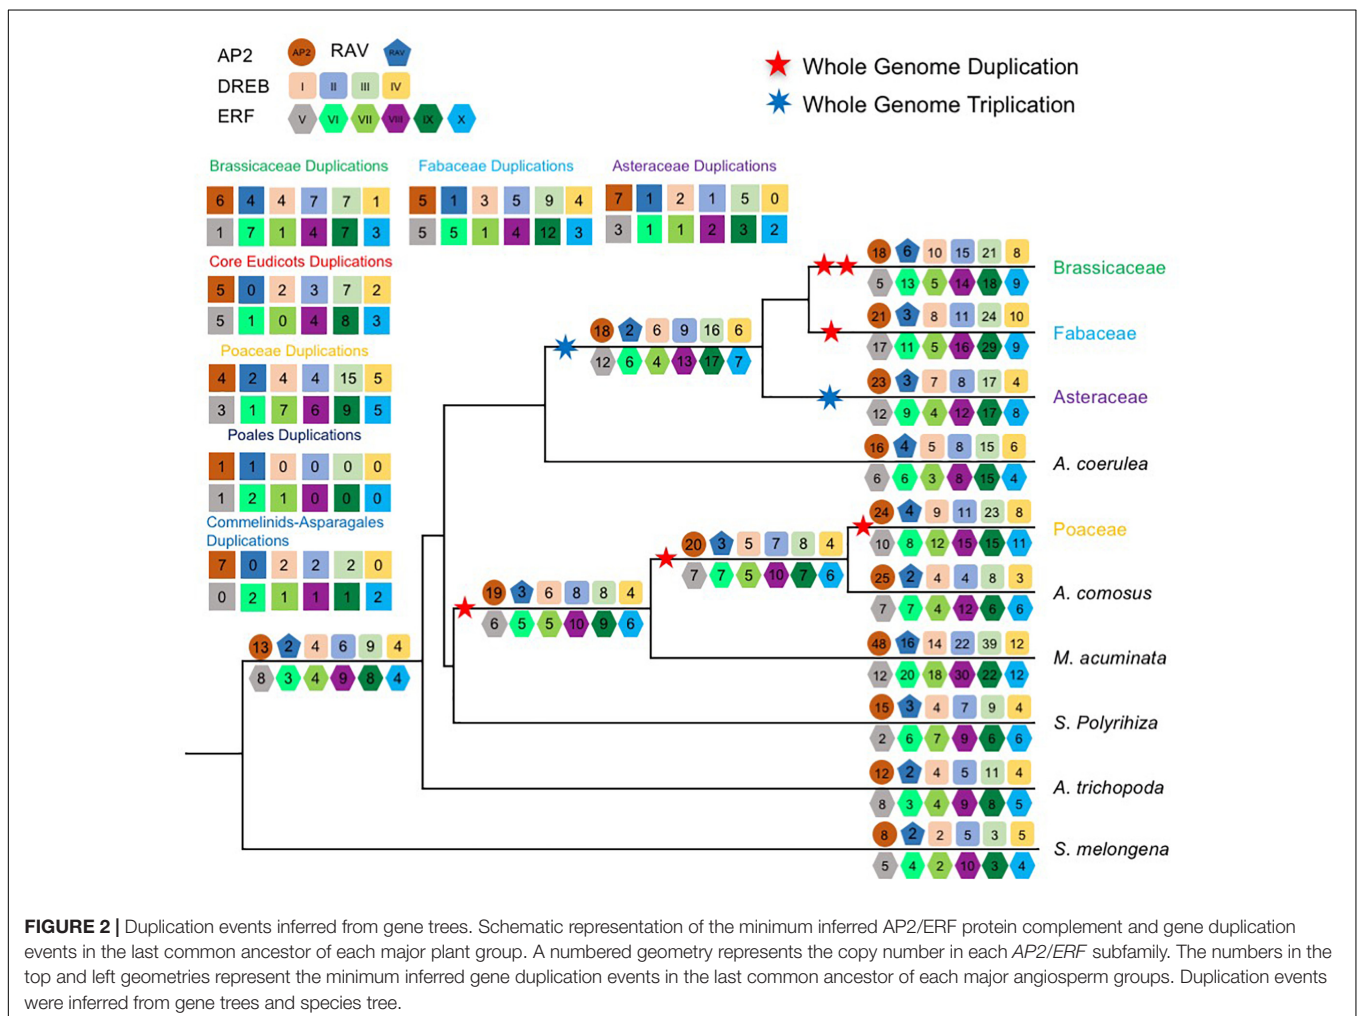 AP2 AP2 RAV RAV
DREB I II III IV
ERF V VI VII VIII IX X
Whole Genome Duplication
Whole Genome Triplication
Brassicaceae Duplications
6 4 4 7 7 1
1 7 1 4 7 3
Fabaceae Duplications
5 1 3 5 9 4
5 5 1 4 12 3
Asteraceae Duplications
7 1 2 1 5 0
3 1 1 2 3 2
Core Eudicots Duplications
5 0 2 3 7 2
5 1 0 4 8 3
Poaceae Duplications
4 2 4 4 15 5
3 1 7 6 9 5
Poales Duplications
1 1 0 0 0 0
1 2 1 0 0 0
Commelinids-Asparagales
Duplications
7 0 2 2 2 0
0 2 1 1 1 2
18 6 10 15 21 8
Brassicaceae
5 13 5 14 18 9
18 2 6 9 16 6
12 6 4 13 17 7
21 3 8 11 24 10
Fabaceae
17 11 5 16 29 9
23 3 7 8 17 4
Asteraceae
12 9 4 12 17 8
16 4 5 8 15 6
A. coerulea
6 6 3 8 15 4
24 4 9 11 23 8
Poaceae
10 8 12 15 15 11
20 3 5 7 8 4
7 7 5 10 7 6
25 2 4 4 8 3
A. comosus
7 7 4 12 6 6
19 3 6 8 8 4
6 5 5 10 9 6
48 16 14 22 39 12
M. acuminata
12 20 18 30 22 12
13 2 4 6 9 4
8 3 4 9 8 4
15 3 4 7 9 4
S. Polyrihiza
2 6 7 9 6 6
12 2 4 5 11 4
A. trichopoda
8 3 4 9 8 5
8 2 2 5 3 5
S. melongena
5 4 2 10 3 4
FIGURE 2 | Duplication events inferred from gene trees. Schematic representation of the minimum inferred AP2/ERF protein complement and gene duplication
events in the last common ancestor of each major plant group. A numbered geometry represents the copy number in each AP2/ERF subfamily. The numbers in the
top and left geometries represent the minimum inferred gene duplication events in the last common ancestor of each major angiosperm groups. Duplication events
were inferred from gene trees and species tree.